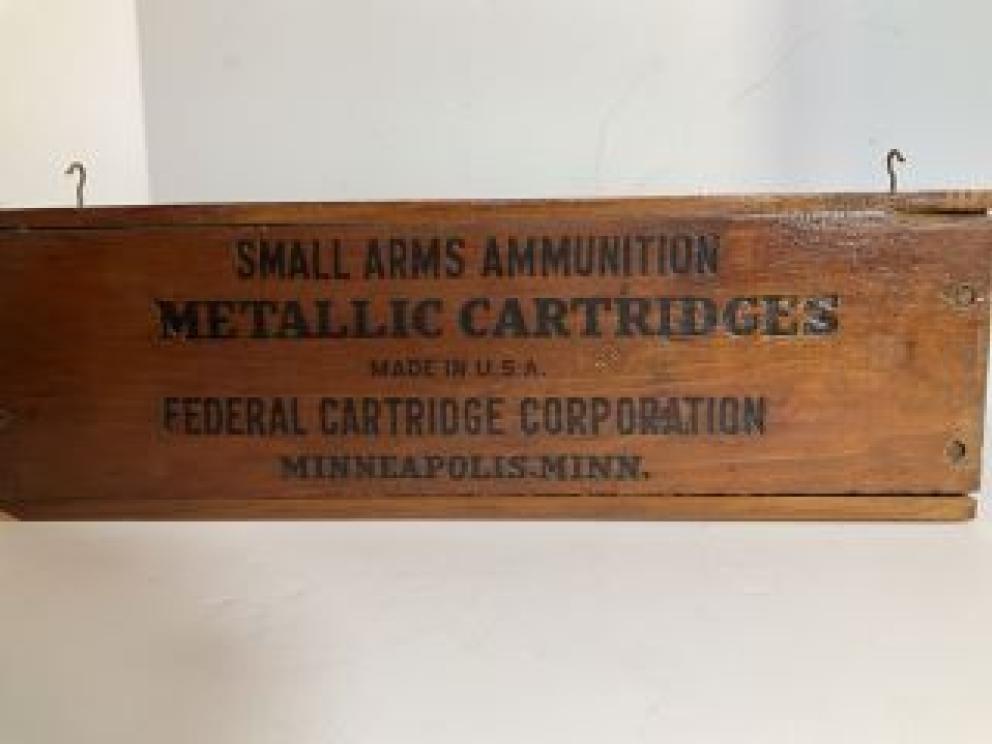 SMALL ARMS AMMUNITION
METALLIC CARTRIDGES
MADE IN U.S.A.
FEDERAL CARTRIDGE CORPORATION
MINNEAPOLIS-MINN.